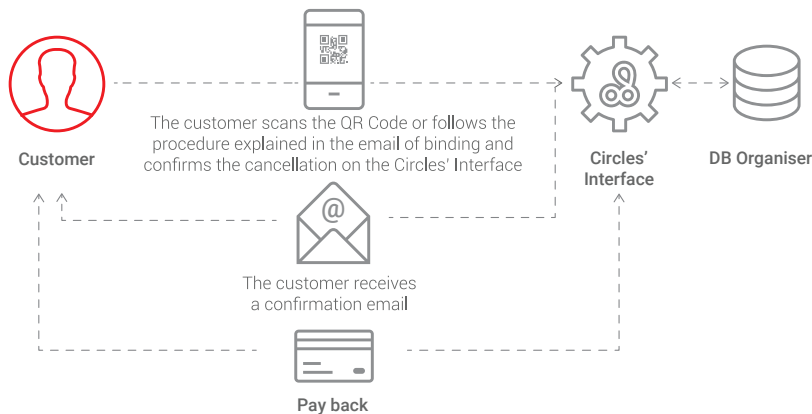 The customer scans the QR Code or follows the
procedure explained in the email of binding and
confirms the cancellation on the Circles' Interface
Customer
Circles'
Interface
DB Organiser
@
The customer receives
a confirmation email
Pay back